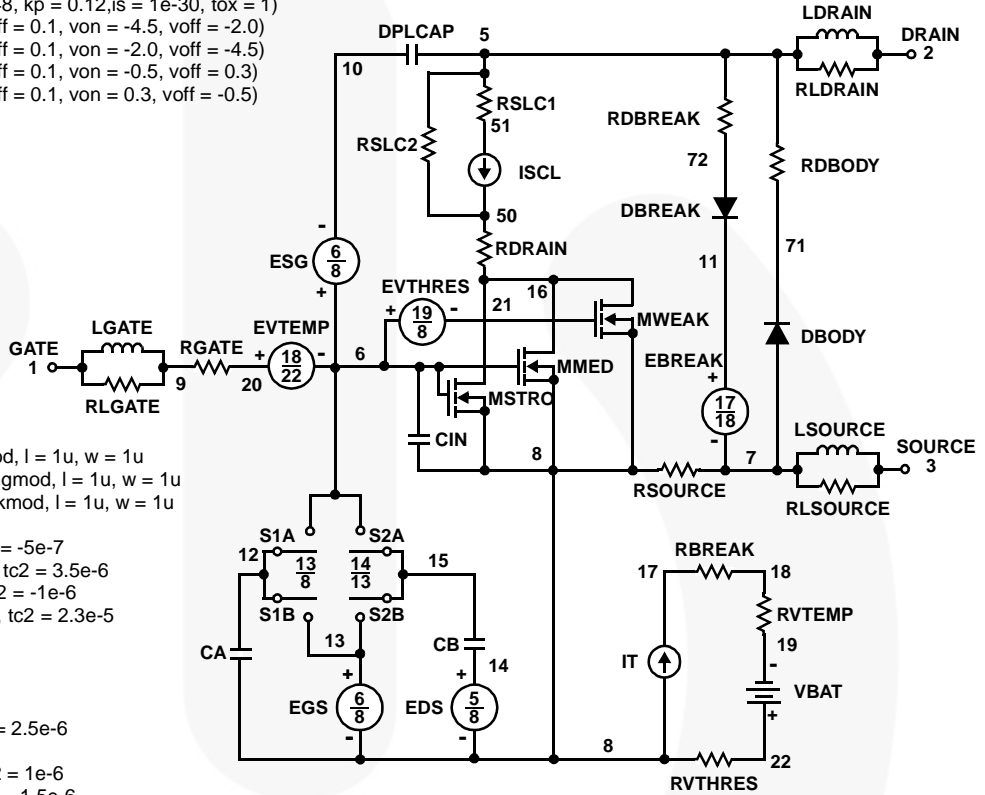 8, kp = 0.12,is = 1e-30, tox = 1)
ff = 0.1, von = -4.5, voff = -2.0)
ff = 0.1, von = -2.0, voff = -4.5)
ff = 0.1, von = -0.5, voff = 0.3)
ff = 0.1, von = 0.3, voff = -0.5)
LDRAIN
DPLCAP 5
DRAIN
2
10
RLDRAIN
RSLC1
51
RDBREAK
RSLC2
72
RDBODY
ISCL
DBREAK
50
71
RDRAIN
11
ESG 6/8
- +
EVTHRES
+ 19/8 -
16
21
MWEAK
LGATE
EVTEMP
GATE
1
RGATE
+ 18/22 -
6
EBREAK
DBODY
MMED
9
20
RLGATE
MSTRO
+
17/18
-
CIN
LSOURCE
SOURCE
3
8
7
RSOURCE
RLSOURCE
od, l = 1u, w = 1u
gmod, l = 1u, w = 1u
kmod, l = 1u, w = 1u
= -5e-7
tc2 = 3.5e-6
2 = -1e-6
, tc2 = 2.3e-5
S1A
S2A
12
13/8
14/13
15
S1B
S2B
13
CA
CB
14
RBREAK
17
18
RVTEMP
19
IT
-
VBAT
+
+
EGS 6/8
-
+
EDS 5/8
-
8
22
RVTHRES
= 2.5e-6
2 = 1e-6